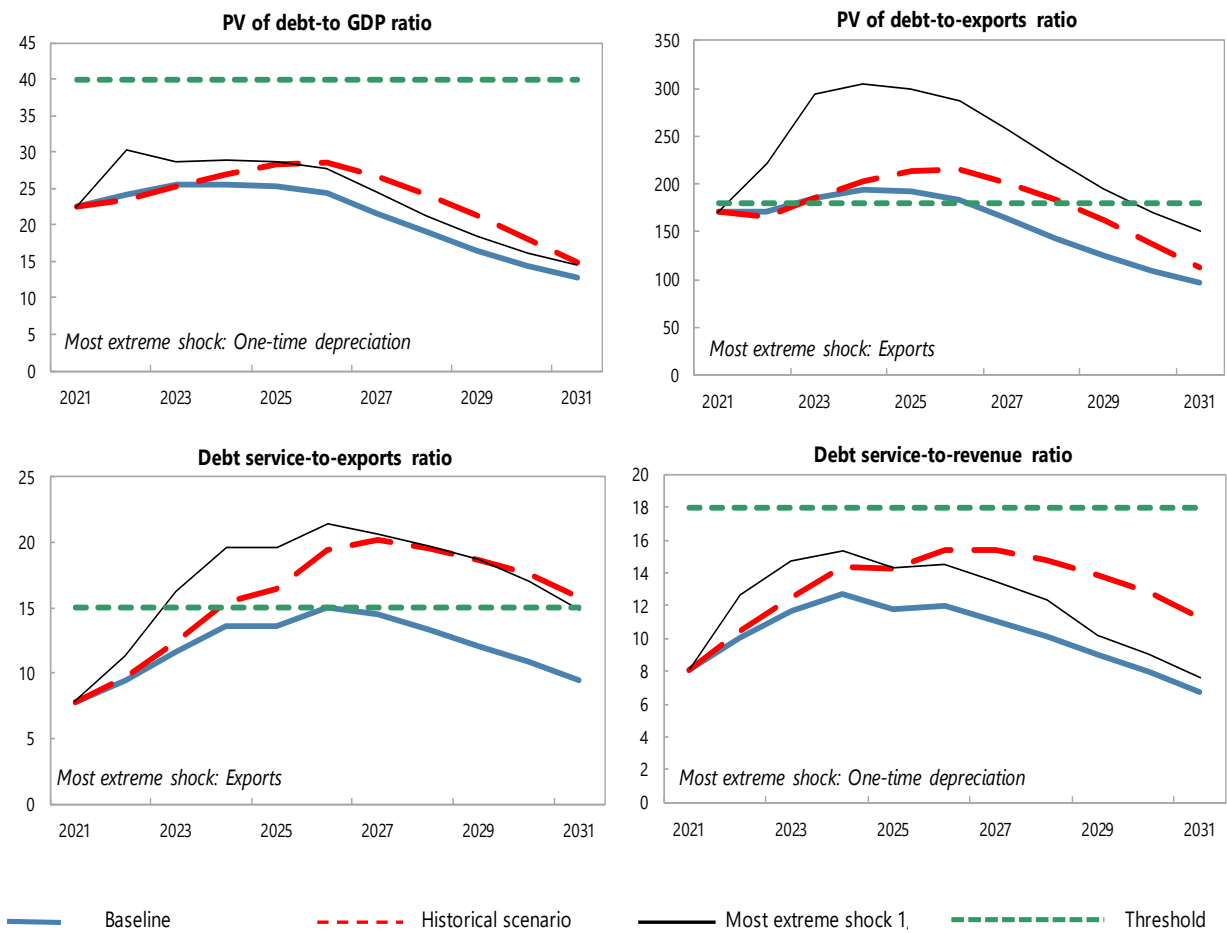 PV of debt-to GDP ratio
45
40
35
30
25
20
15
10
5
0
Most extreme shock: One-time depreciation
2021 2023 2025 2027 2029 2031
PV of debt-to-exports ratio
350
300
250
200
150
100
50
0
Most extreme shock: Exports
2021 2023 2025 2027 2029 2031
Debt service-to-exports ratio
25
20
15
10
5
0
Most extreme shock: Exports
2021 2023 2025 2027 2029 2031
Debt service-to-revenue ratio
20
18
16
14
12
10
8
6
4
2
0
Most extreme shock: One-time depreciation
2021 2023 2025 2027 2029 2031
Baseline Historical scenario Most extreme shock 1, Threshold